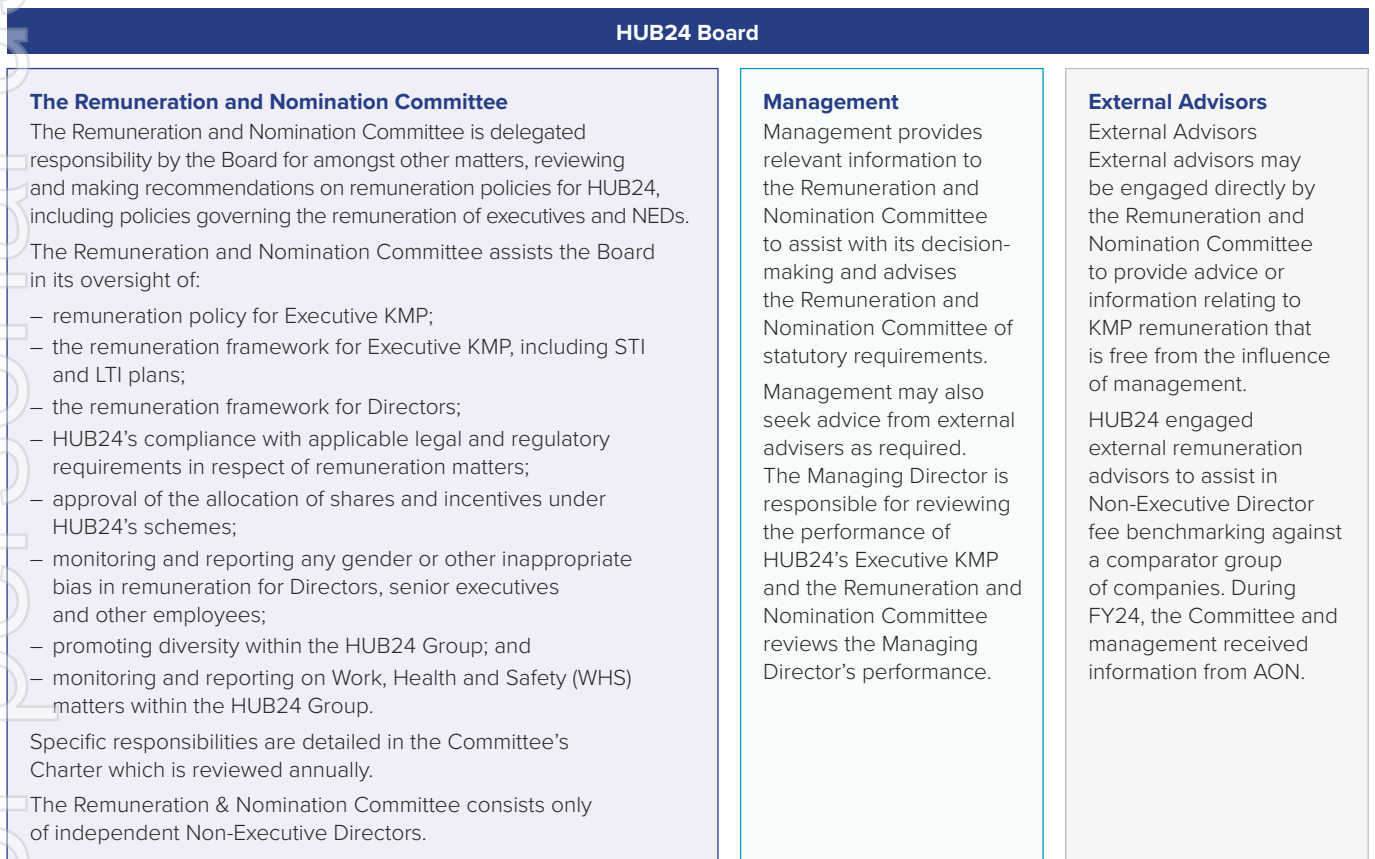 HUB24 Board
The Remuneration and Nomination Committee
The Remuneration and Nomination Committee is delegated
responsibility by the Board for amongst other matters, reviewing
and making recommendations on remuneration policies for HUB24,
including policies governing the remuneration of executives and NEDs.
The Remuneration and Nomination Committee assists the Board
in its oversight of:
– remuneration policy for Executive KMP;
– the remuneration framework for Executive KMP, including STI
and LTI plans;
– the remuneration framework for Directors;
– HUB24’s compliance with applicable legal and regulatory
requirements in respect of remuneration matters;
– approval of the allocation of shares and incentives under
HUB24’s schemes;
– monitoring and reporting any gender or other inappropriate
bias in remuneration for Directors, senior executives
and other employees;
– promoting diversity within the HUB24 Group; and
– monitoring and reporting on Work, Health and Safety (WHS)
matters within the HUB24 Group.
Specific responsibilities are detailed in the Committee’s
Charter which is reviewed annually.
The Remuneration & Nomination Committee consists only
of independent Non-Executive Directors.
Management
Management provides
relevant information to
the Remuneration and
Nomination Committee
to assist with its decision-
making and advises
the Remuneration and
Nomination Committee of
statutory requirements.
Management may also
seek advice from external
advisers as required.
The Managing Director is
responsible for reviewing
the performance of
HUB24’s Executive KMP
and the Remuneration and
Nomination Committee
reviews the Managing
Director’s performance.
External Advisors
External Advisors
External advisors may
be engaged directly by
the Remuneration and
Nomination Committee
to provide advice or
information relating to
KMP remuneration that
is free from the influence
of management.
HUB24 engaged
external remuneration
advisors to assist in
Non-Executive Director
fee benchmarking against
a comparator group
of companies. During
FY24, the Committee and
management received
information from AON.